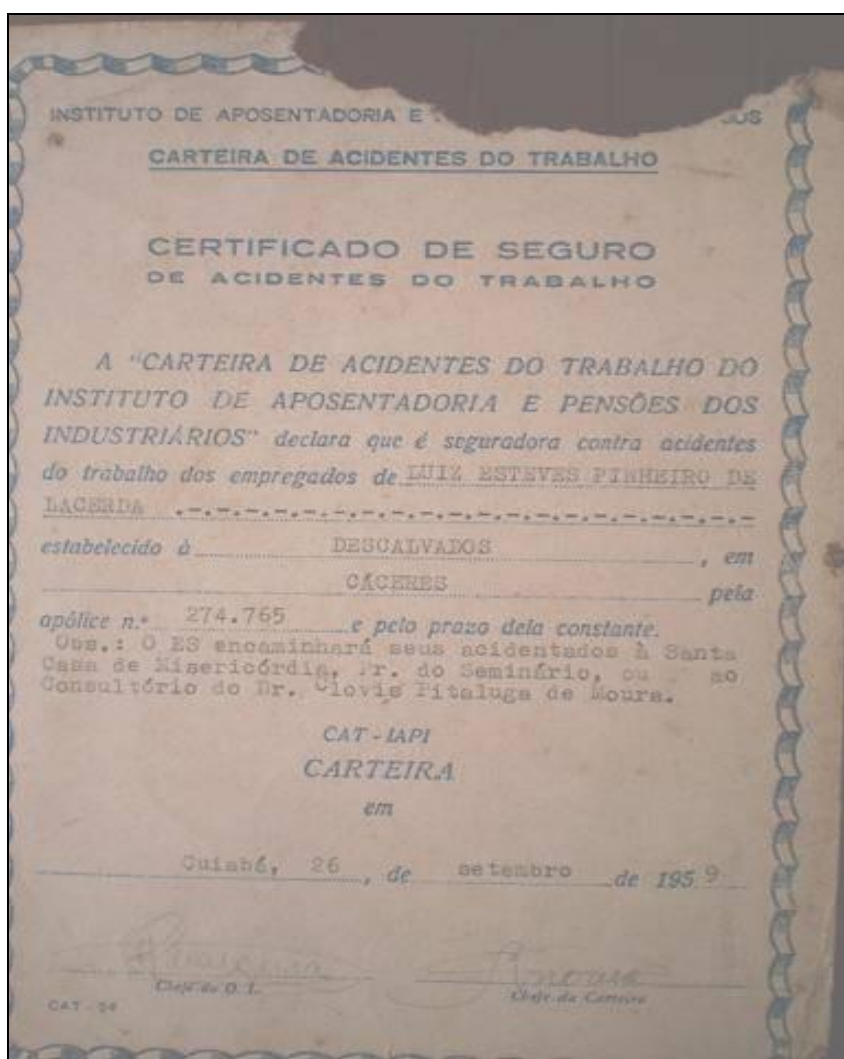 INSTITUTO DE APOSENTADORIA E
CARTEIRA DE ACIDENTES DO TRABALHO
CERTIFICADO DE SEGURO
DE ACIDENTES DO TRABALHO
A "CARTEIRA DE ACIDENTES DO TRABALHO DO
INSTITUTO DE APOSENTADORIA E PENSÕES DOS
INDUSTRIÁRIOS" declara que é seguradora contra acidentes
do trabalho dos empregados de LUIZ ESTEVES PINHEIRO DE
LACERDA .-.-.-.-.-.-.-.-.-.-.-.-.-.-.-.-.-.-.-
estabelecido à DESCALVADOS , em
CÁCERES pela
apólice n.º 274.765 e pelo prazo dela constante.
Obs.: O ES encaminhará seus acidentados à Santa
Casa de Misericórdia, Pr. do Seminário, ou ao
Consultório do Dr. Clovis Pitaluga de Moura.
CAT-IAPI
CARTEIRA
em
Cuiabá, 26 , de setembro de 1959
Chefe do O. L. Chefe da Carteira
CAT-